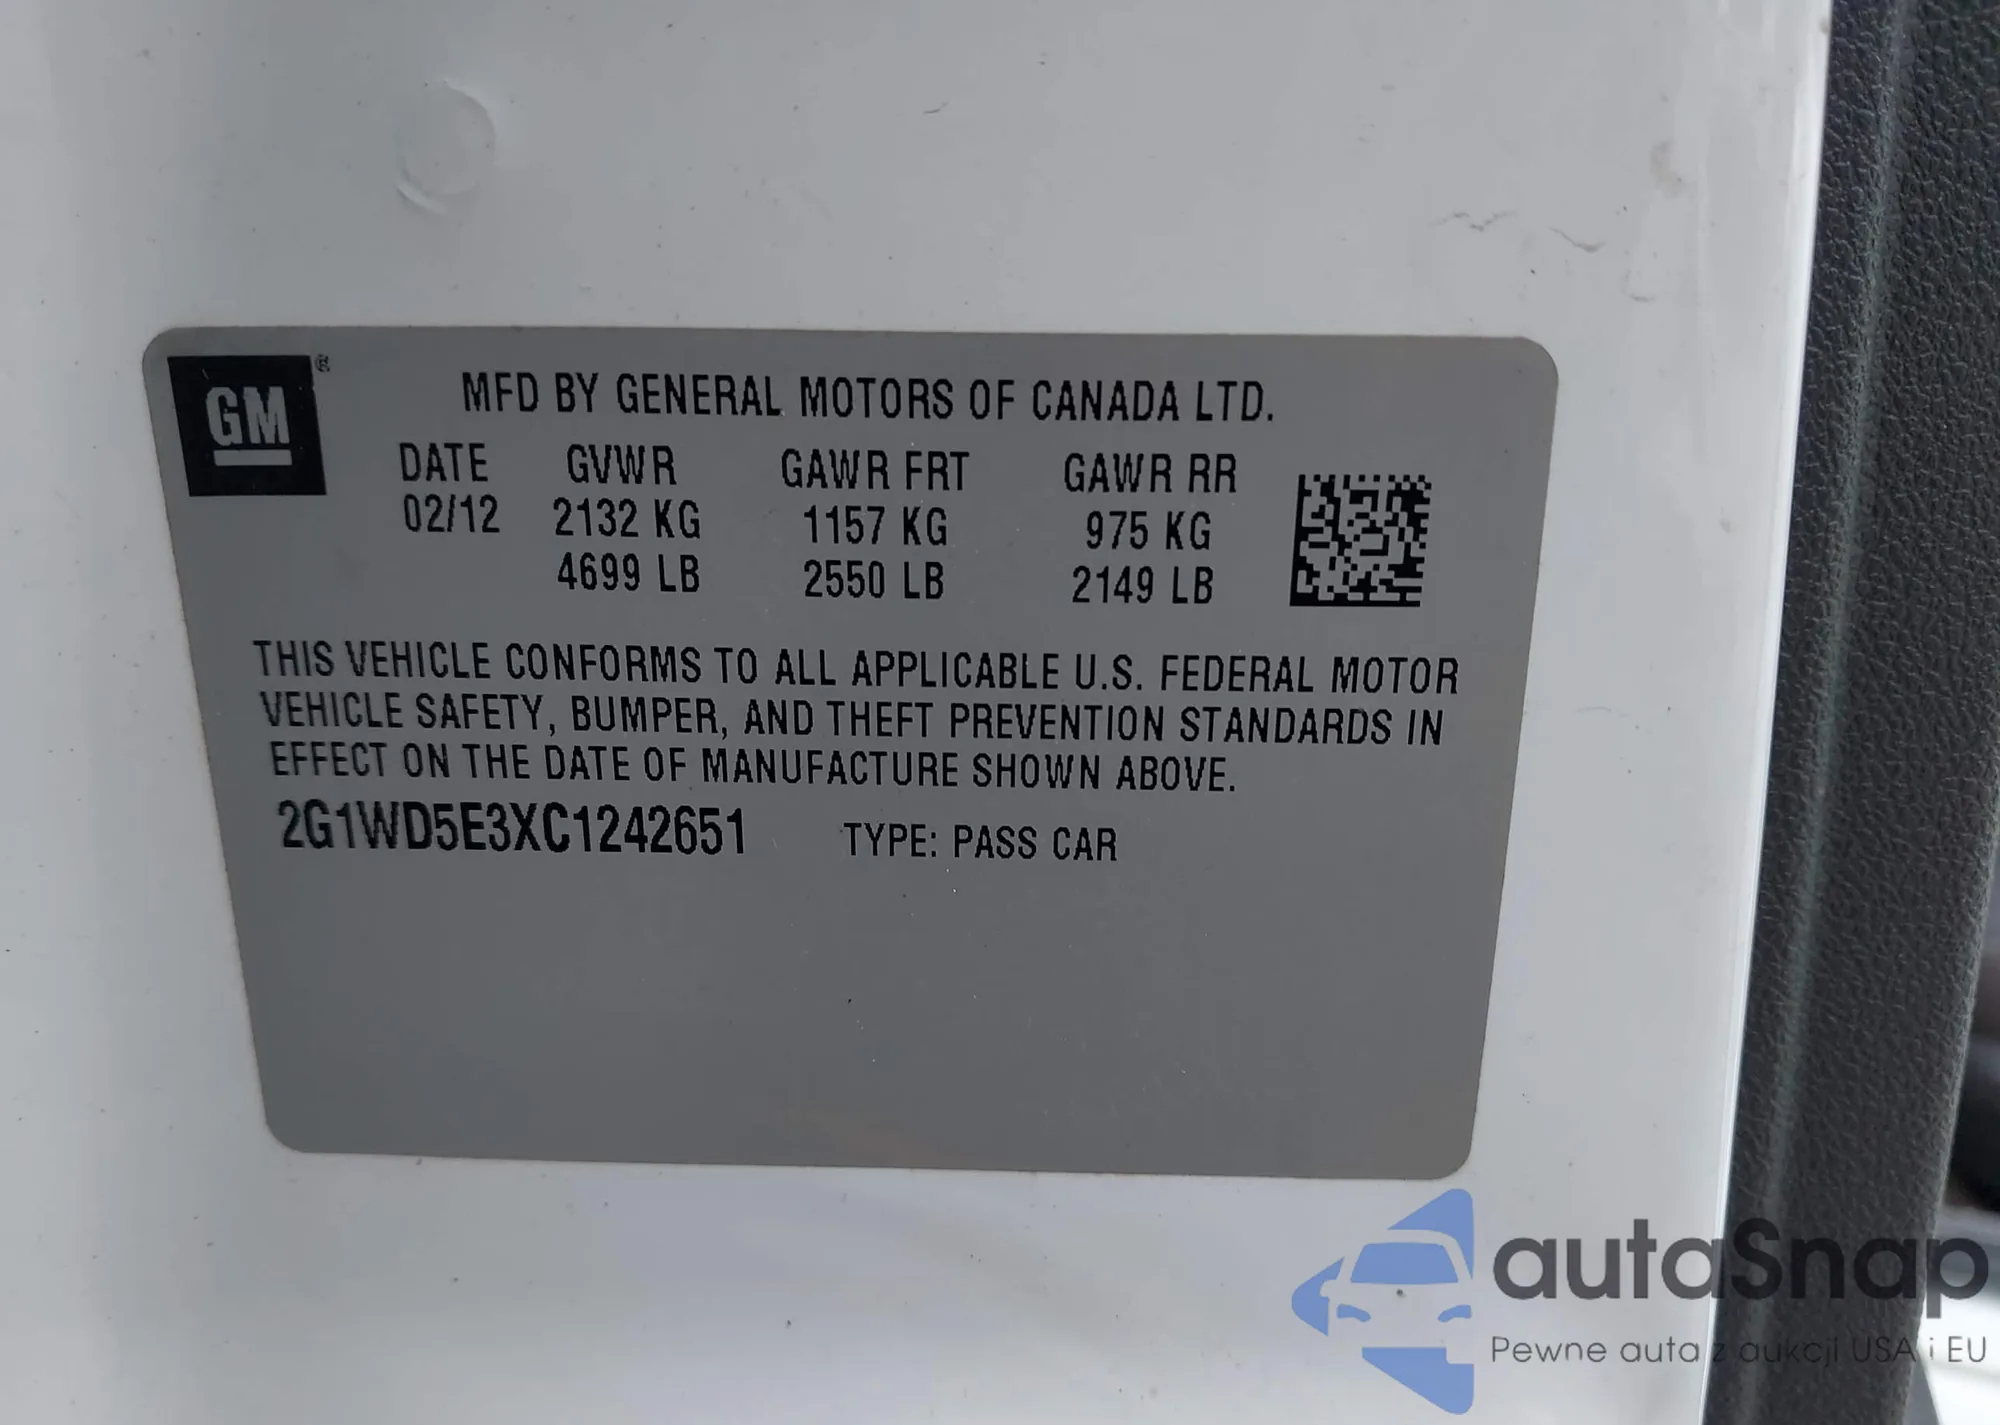 GM®
MFD BY GENERAL MOTORS OF CANADA LTD.
DATE GVWR GAWR FRT GAWR RR
02/12 2132 KG 1157 KG 975 KG
4699 LB 2550 LB 2149 LB
THIS VEHICLE CONFORMS TO ALL APPLICABLE U.S. FEDERAL MOTOR
VEHICLE SAFETY, BUMPER, AND THEFT PREVENTION STANDARDS IN
EFFECT ON THE DATE OF MANUFACTURE SHOWN ABOVE.
2G1WD5E3XC1242651 TYPE: PASS CAR
autaSnap
Pewne auta z aukcji USA i EU